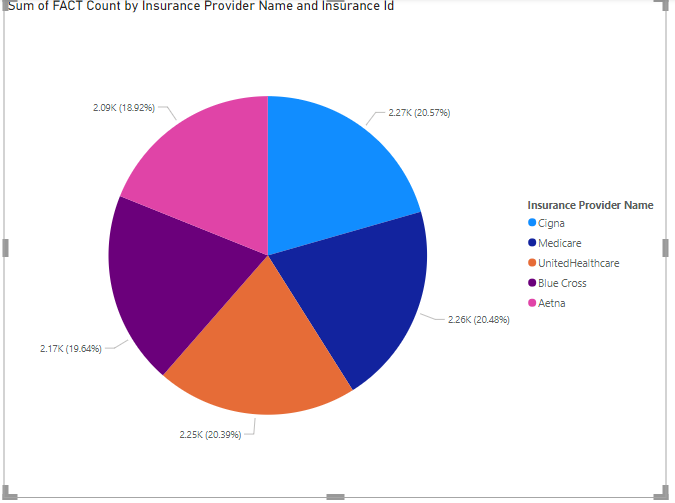 Sum of FACT Count by Insurance Provider Name and Insurance Id
2.09K (18.92%)
2.27K (20.57%)
Insurance Provider Name
Cigna
Medicare
UnitedHealthcare
Blue Cross
Aetna
2.26K (20.48%)
2.17K (19.64%)
2.25K (20.39%)